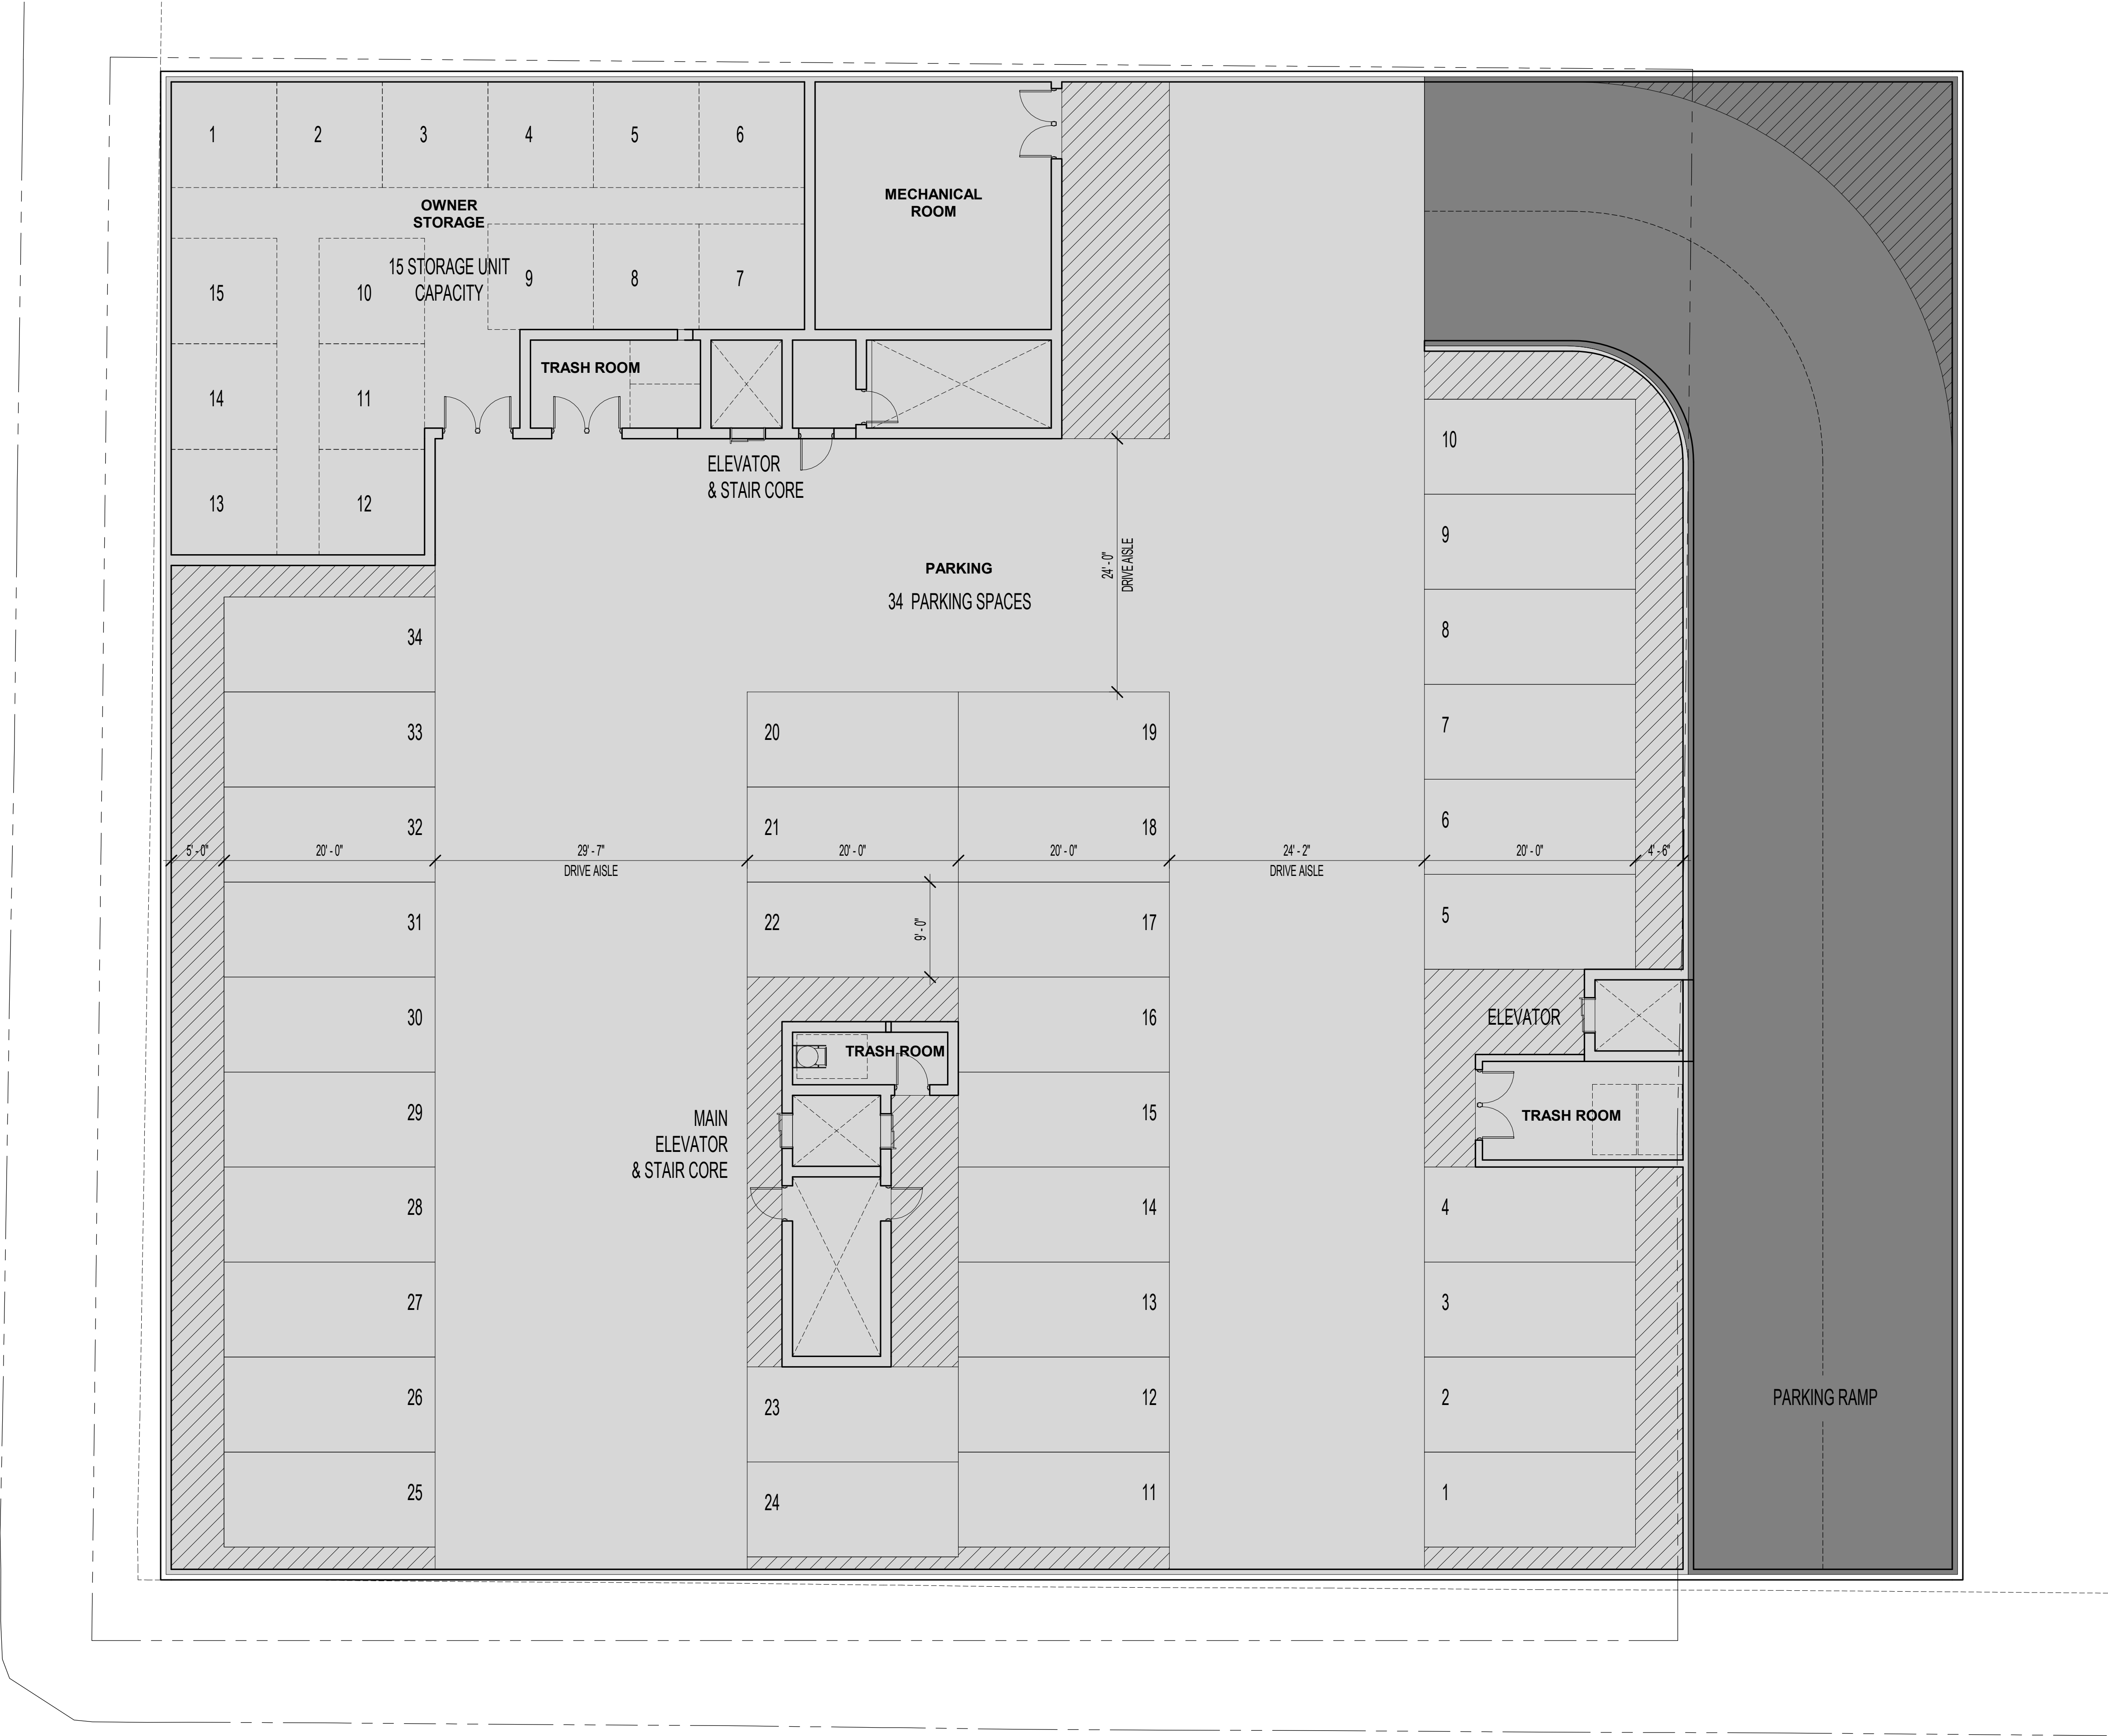 1
2
3
4
5
6
OWNER
STORAGE
15 STORAGE UNIT
CAPACITY
9
8
7
15
10
14
11
13
12
MECHANICAL
ROOM
TRASH ROOM
ELEVATOR
& STAIR CORE
PARKING
34 PARKING SPACES
24' - 0"
DRIVE AISLE
34
33
32
31
30
29
28
27
26
25
20
21
22
23
24
19
18
17
16
15
14
13
12
11
10
9
8
7
6
5
4
3
2
1
5' - 0"
20' - 0"
29' - 7"
DRIVE AISLE
20' - 0"
20' - 0"
24' - 2"
DRIVE AISLE
20' - 0"
4' - 6"
9' - 0"
TRASH ROOM
MAIN
ELEVATOR
& STAIR CORE
ELEVATOR
TRASH ROOM
PARKING RAMP